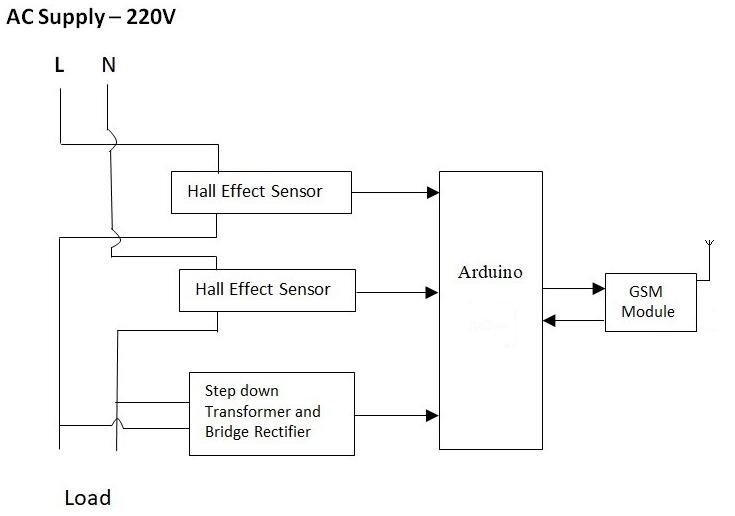 AC Supply – 220V
L N
Hall Effect Sensor
Hall Effect Sensor
Arduino
GSM
Module
Step down
Transformer and
Bridge Rectifier
Load